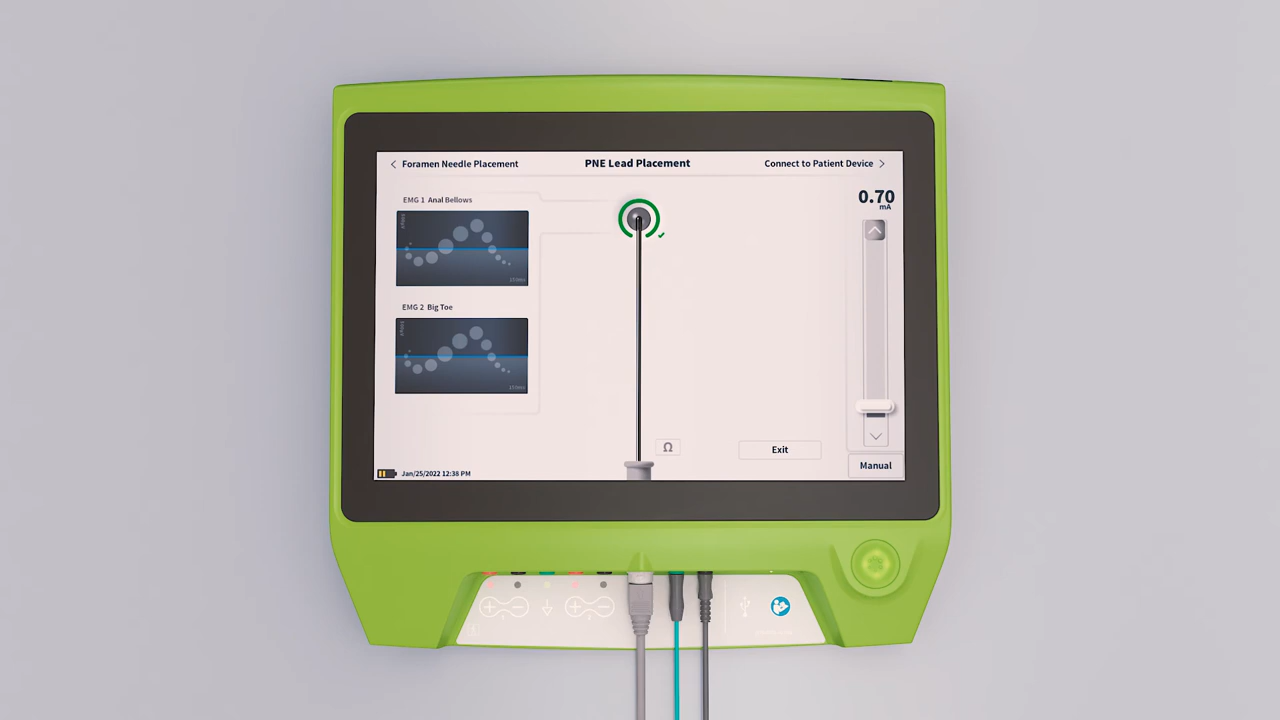 Foramen Needle Placement
PNE Lead Placement
Connect to Patient Device
EMG 1 Anal Bellows
0.70
mA
EMG 2 Big Toe
Ω
Exit
Manual
Jan/25/2022 12:38 PM